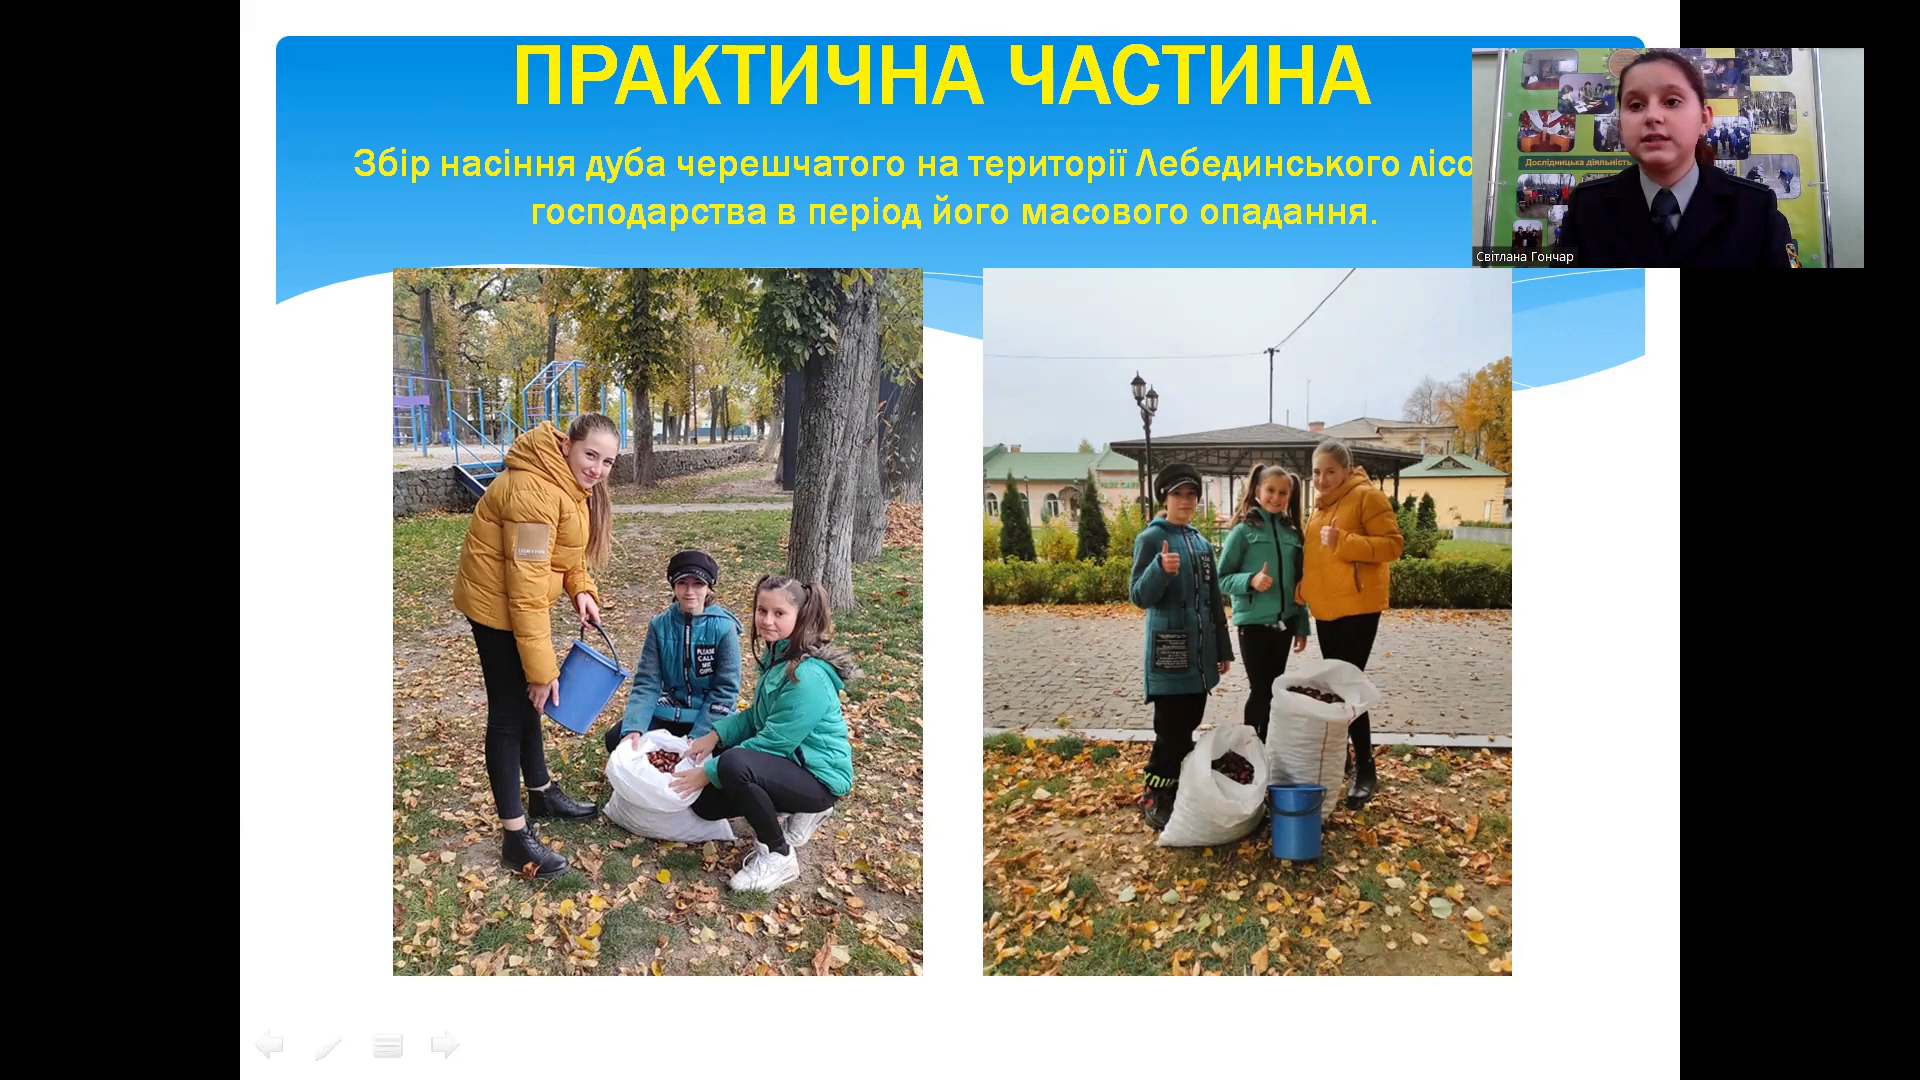 ПРАКТИЧНА ЧАСТИНА
Збір насіння дуба черешчатого на території Лебединського лісо
господарства в період його масового опадання.
Дослідницька діяльність
Світлана Гончар
PLEASE
CALL
ME
GIRL